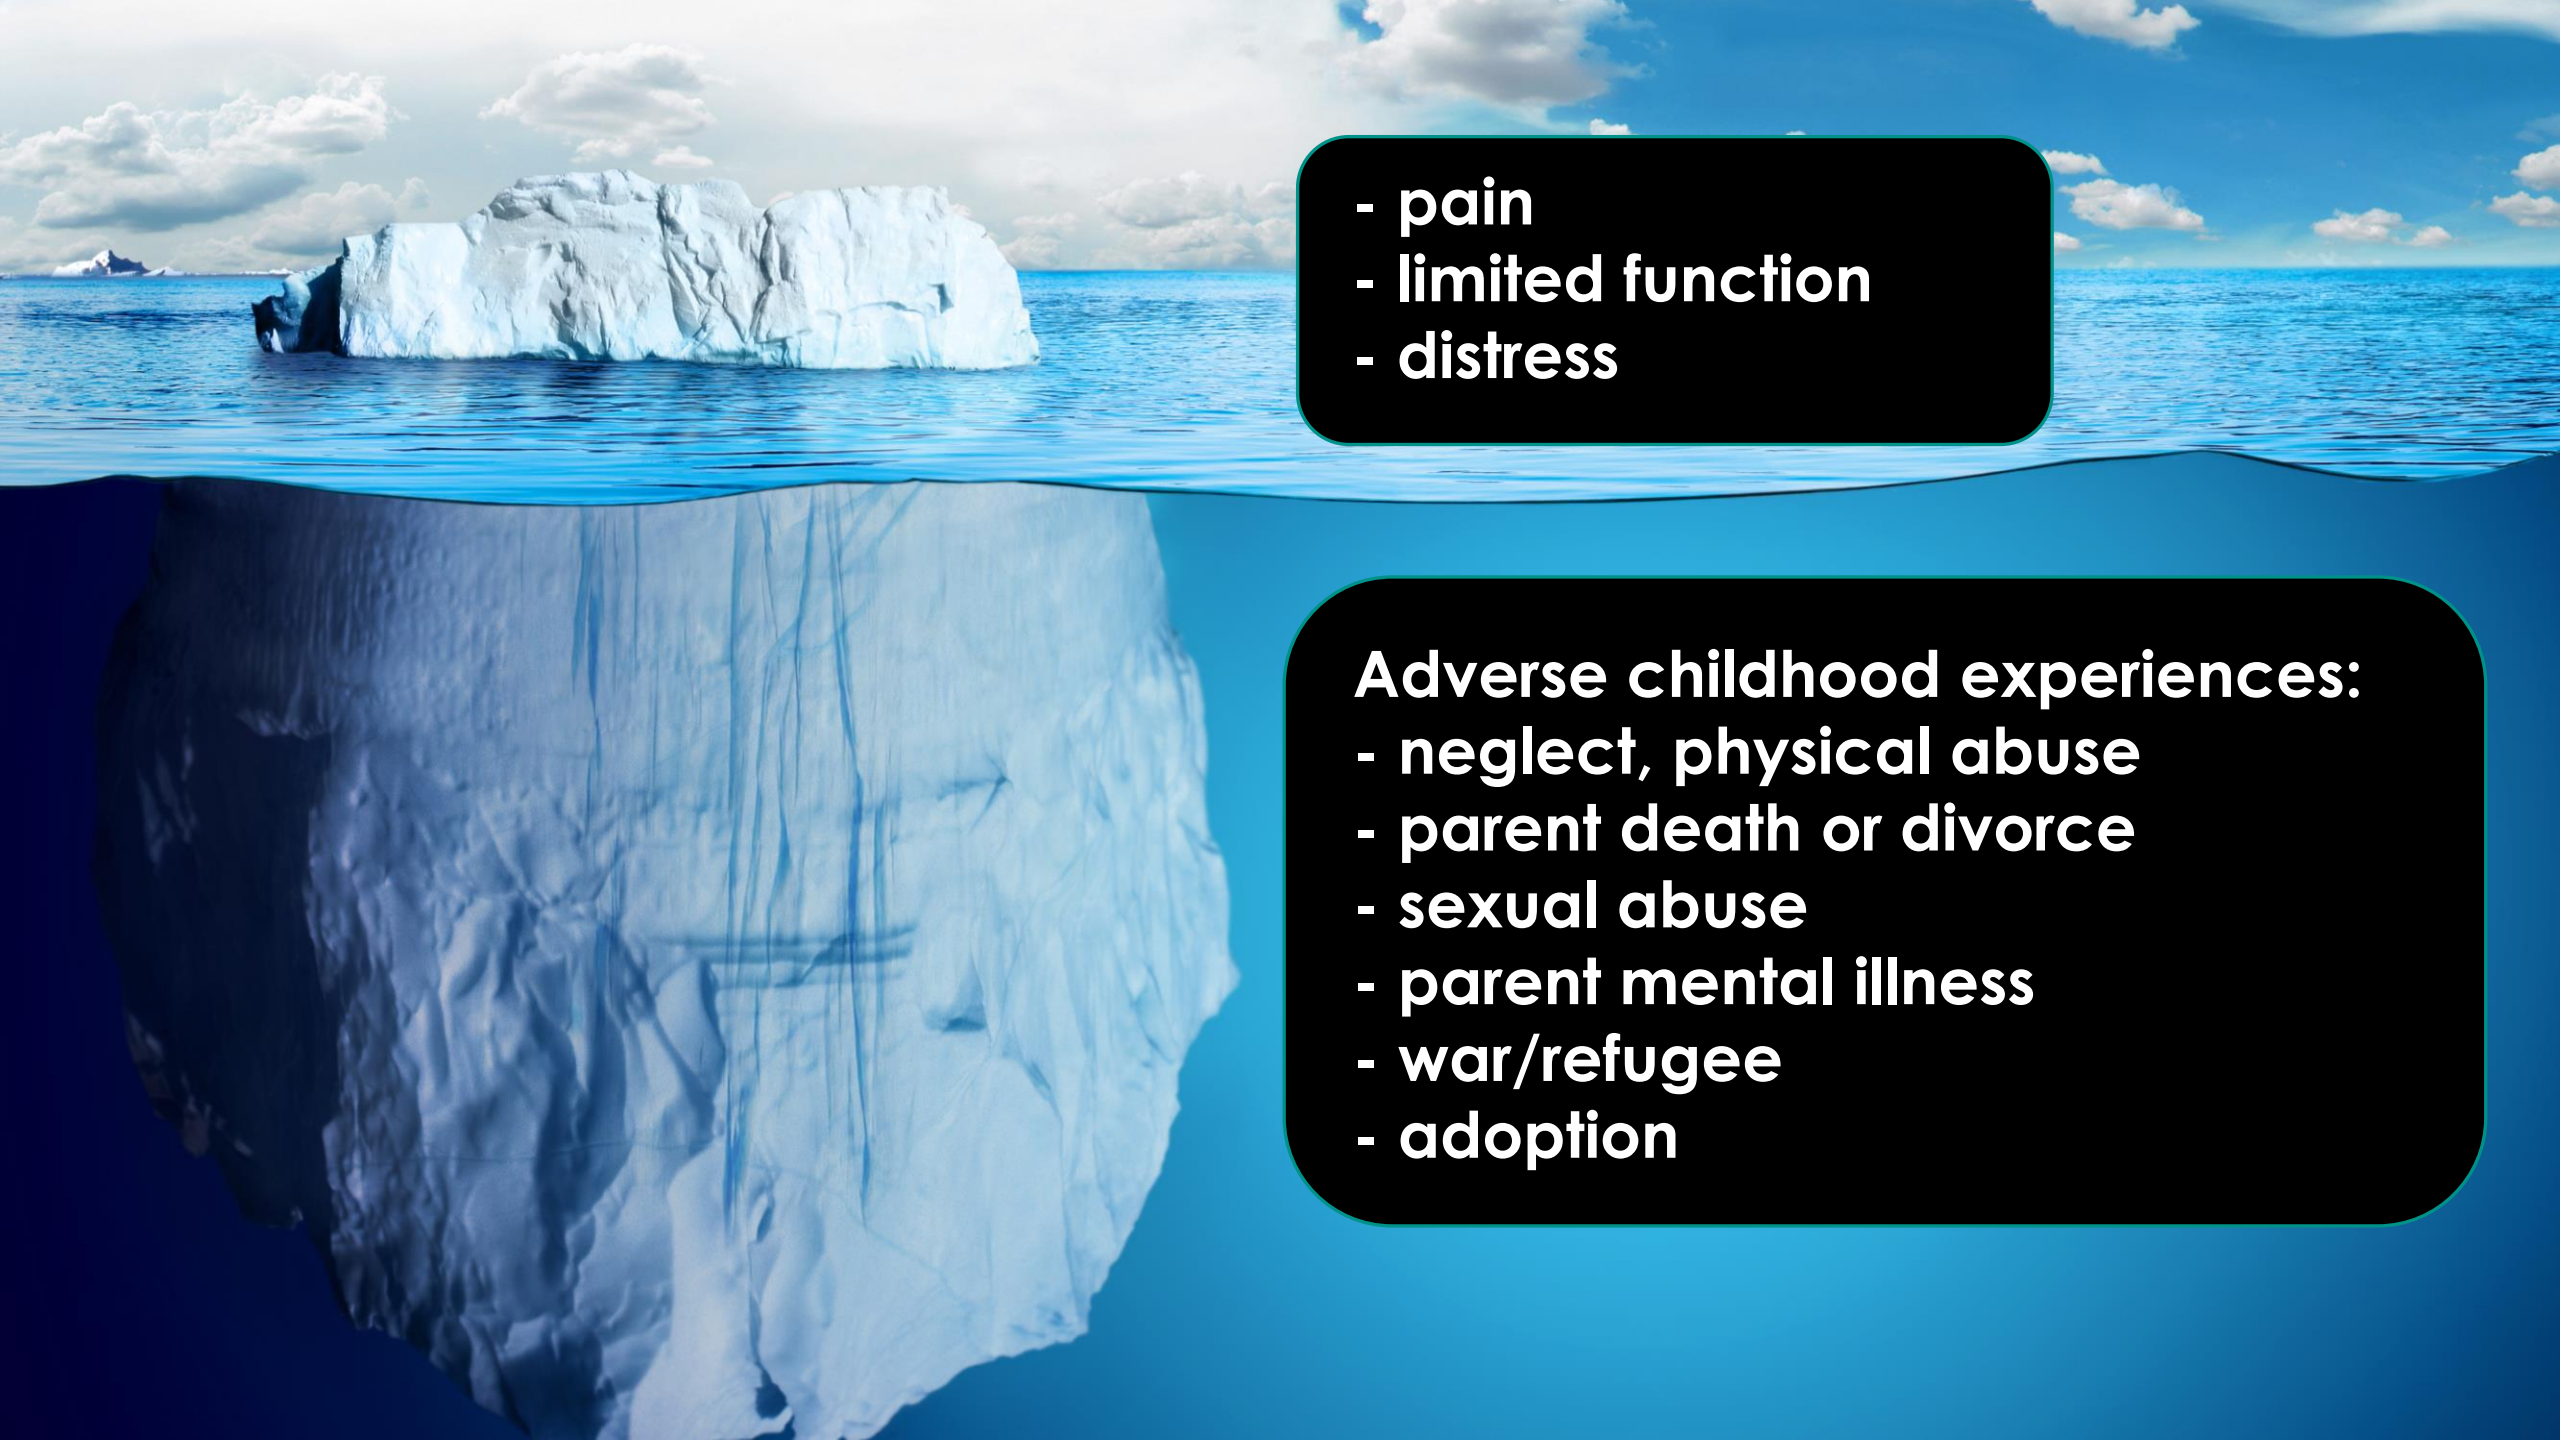 - pain
- limited function
- distress
Adverse childhood experiences:
- neglect, physical abuse
- parent death or divorce
- sexual abuse
- parent mental illness
- war/refugee
- adoption